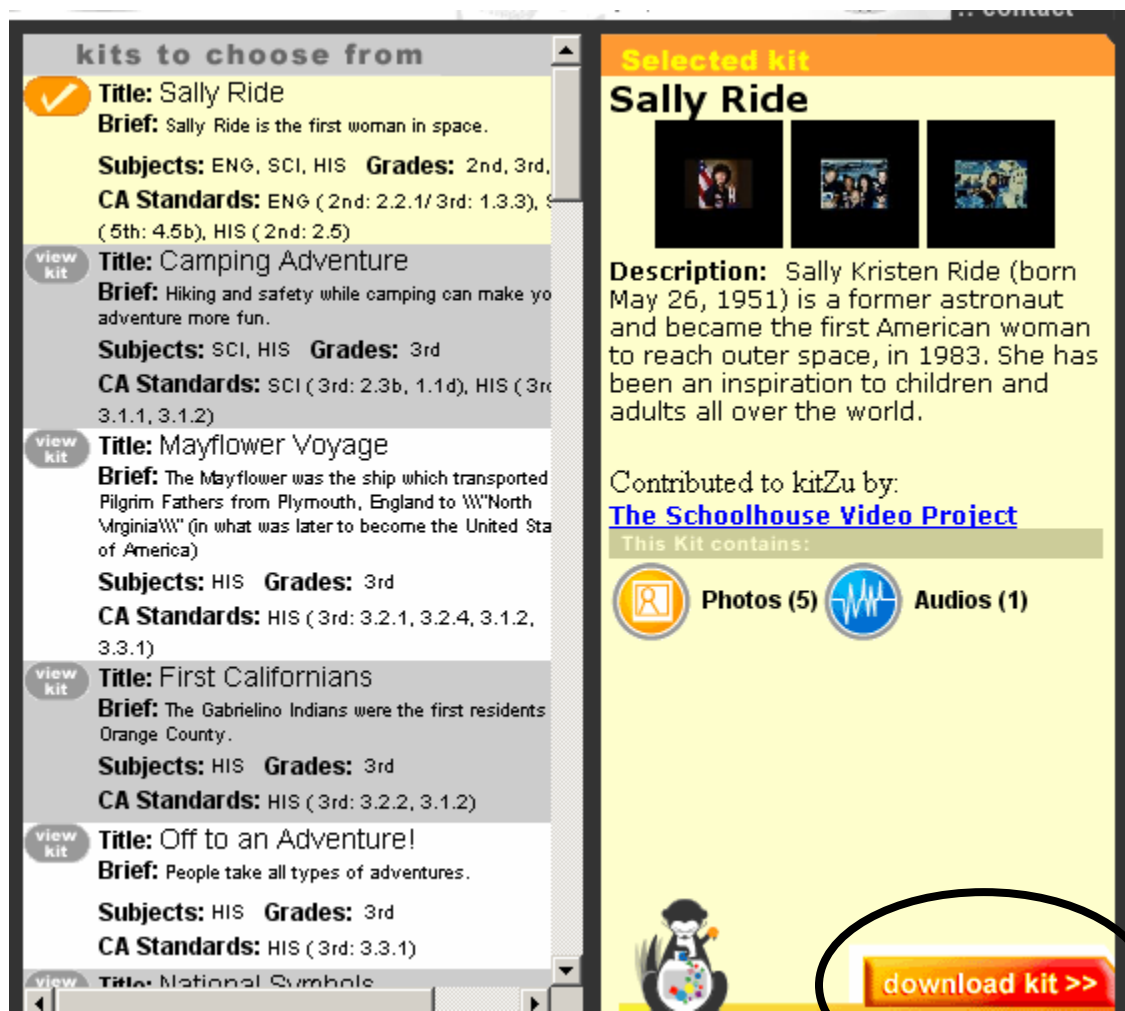 :: contact
kits to choose from
Title: Sally Ride
Brief: Sally Ride is the first woman in space.
Subjects: ENG, SCI, HIS Grades: 2nd, 3rd,
CA Standards: ENG ( 2nd: 2.2.1/ 3rd: 1.3.3),
( 5th: 4.5b), HIS ( 2nd: 2.5)
view
kit
Title: Camping Adventure
Brief: Hiking and safety while camping can make yo
adventure more fun.
Subjects: SCI, HIS Grades: 3rd
CA Standards: SCI ( 3rd: 2.3b, 1.1d), HIS ( 3rd
3.1.1, 3.1.2)
view
kit
Title: Mayflower Voyage
Brief: The Mayflower was the ship which transported
Pilgrim Fathers from Plymouth, England to \\\"North
Virginia\\\" (in what was later to become the United Sta
of America)
Subjects: HIS Grades: 3rd
CA Standards: HIS ( 3rd: 3.2.1, 3.2.4, 3.1.2,
3.3.1)
view
kit
Title: First Californians
Brief: The Gabrielino Indians were the first residents
Orange County.
Subjects: HIS Grades: 3rd
CA Standards: HIS ( 3rd: 3.2.2, 3.1.2)
view
kit
Title: Off to an Adventure!
Brief: People take all types of adventures.
Subjects: HIS Grades: 3rd
CA Standards: HIS ( 3rd: 3.3.1)
view
Title: National Symbols
Selected kit
Sally Ride
Description: Sally Kristen Ride (born
May 26, 1951) is a former astronaut
and became the first American woman
to reach outer space, in 1983. She has
been an inspiration to children and
adults all over the world.
Contributed to kitZu by:
The Schoolhouse Video Project
This Kit contains:
Photos (5) Audios (1)
download kit >>